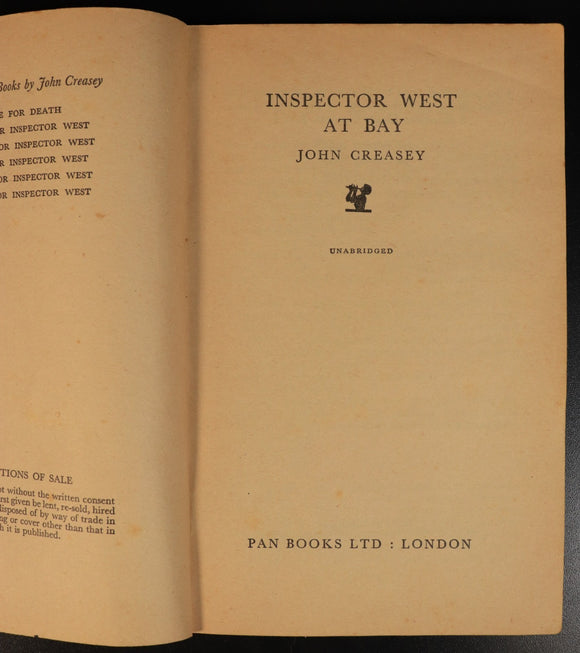 Books by John Creasey
FOR DEATH
INSPECTOR WEST
OR INSPECTOR WEST
INSPECTOR WEST
OR INSPECTOR WEST
OR INSPECTOR WEST
TIONS OF SALE
without the written consent
first given be lent, re-sold, hired
disposed of by way of trade in
or cover other than that in
it is published.
INSPECTOR WEST
AT BAY
JOHN CREASEY
UNABRIDGED
PAN BOOKS LTD : LONDON